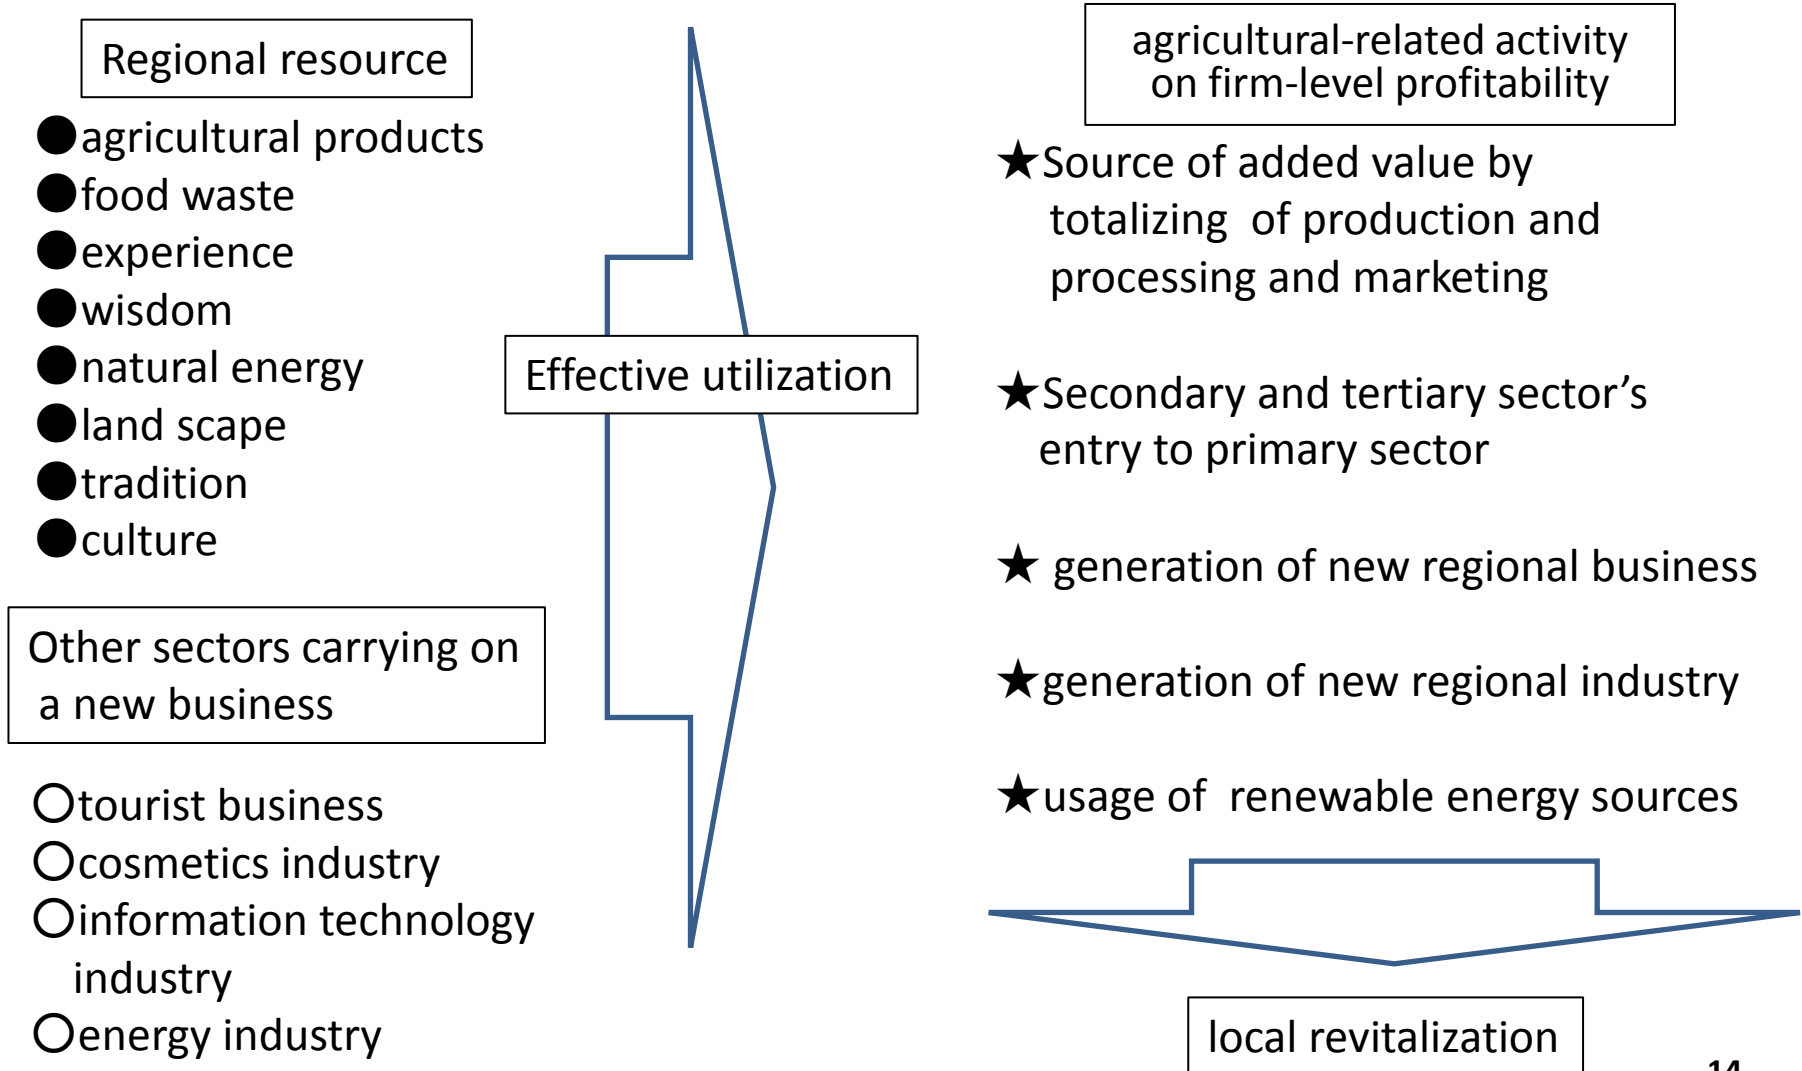 Regional resource
●agricultural products
●food waste
●experience
●wisdom
●natural energy
●land scape
●tradition
●culture
Other sectors carrying on
a new business
○tourist business
○cosmetics industry
○information technology
industry
○energy industry
Effective utilization
agricultural-related activity
on firm-level profitability
★Source of added value by
totalizing of production and
processing and marketing
★Secondary and tertiary sector’s
entry to primary sector
★ generation of new regional business
★generation of new regional industry
★usage of renewable energy sources
local revitalization
14